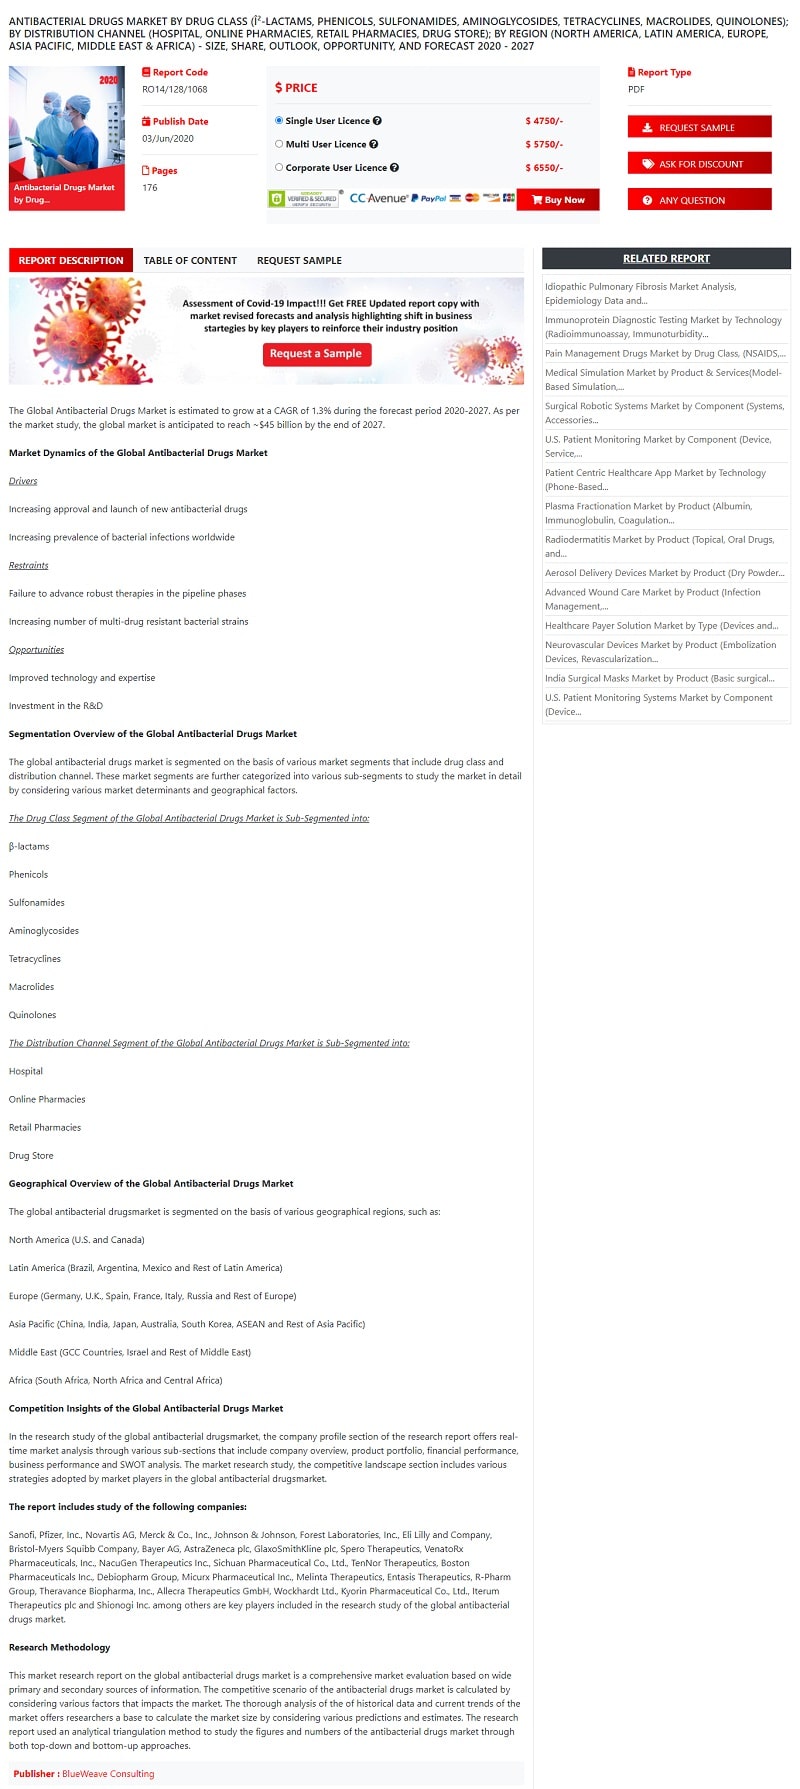 ANTIBACTERIAL DRUGS MARKET BY DRUG CLASS (Î²-LACTAMS, PHENICOLS, SULFONAMIDES, AMINOGLYCOSIDES, TETRACYCLINES, MACROLIDES, QUINOLONES);
BY DISTRIBUTION CHANNEL (HOSPITAL, ONLINE PHARMACIES, RETAIL PHARMACIES, DRUG STORE); BY REGION (NORTH AMERICA, LATIN AMERICA, EUROPE,
ASIA PACIFIC, MIDDLE EAST & AFRICA) - SIZE, SHARE, OUTLOOK, OPPORTUNITY, AND FORECAST 2020 - 2027
2020
Antibacterial Drugs Market
by Drug...
Report Code
RO14/128/1068
Publish Date
03/Jun/2020
Pages
176
$ PRICE
Single User Licence
$ 4750/-
Multi User Licence
$ 5750/-
Corporate User Licence
$ 6550/-
VERIFIED & SECURED
CCAvenue
PayPal
Buy Now
Report Type
PDF
REQUEST SAMPLE
ASK FOR DISCOUNT
ANY QUESTION
REPORT DESCRIPTION
TABLE OF CONTENT
REQUEST SAMPLE
Assessment of Covid-19 Impact!!! Get FREE Updated report copy with
market revised forecasts and analysis highlighting shift in business
startegies by key players to reinforce their industry position
Request a Sample
The Global Antibacterial Drugs Market is estimated to grow at a CAGR of 1.3% during the forecast period 2020-2027. As per
the market study, the global market is anticipated to reach ~$45 billion by the end of 2027.
Market Dynamics of the Global Antibacterial Drugs Market
Drivers
Increasing approval and launch of new antibacterial drugs
Increasing prevalence of bacterial infections worldwide
Restraints
Failure to advance robust therapies in the pipeline phases
Increasing number of multi-drug resistant bacterial strains
Opportunities
Improved technology and expertise
Investment in the R&D
Segmentation Overview of the Global Antibacterial Drugs Market
The global antibacterial drugs market is segmented on the basis of various market segments that include drug class and
distribution channel. These market segments are further categorized into various sub-segments to study the market in detail
by considering various market determinants and geographical factors.
The Drug Class Segment of the Global Antibacterial Drugs Market is Sub-Segmented into:
β-lactams
Phenicols
Sulfonamides
Aminoglycosides
Tetracyclines
Macrolides
Quinolones
The Distribution Channel Segment of the Global Antibacterial Drugs Market is Sub-Segmented into:
Hospital
Online Pharmacies
Retail Pharmacies
Drug Store
Geographical Overview of the Global Antibacterial Drugs Market
The global antibacterial drugsmarket is segmented on the basis of various geographical regions, such as:
North America (U.S. and Canada)
Latin America (Brazil, Argentina, Mexico and Rest of Latin America)
Europe (Germany, U.K., Spain, France, Italy, Russia and Rest of Europe)
Asia Pacific (China, India, Japan, Australia, South Korea, ASEAN and Rest of Asia Pacific)
Middle East (GCC Countries, Israel and Rest of Middle East)
Africa (South Africa, North Africa and Central Africa)
Competition Insights of the Global Antibacterial Drugs Market
In the research study of the global antibacterial drugsmarket, the company profile section of the research report offers real-
time market analysis through various sub-sections that include company overview, product portfolio, financial performance,
business performance and SWOT analysis. The market research study, the competitive landscape section includes various
strategies adopted by market players in the global antibacterial drugsmarket.
The report includes study of the following companies:
Sanofi, Pfizer, Inc., Novartis AG, Merck & Co., Inc., Johnson & Johnson, Forest Laboratories, Inc., Eli Lilly and Company,
Bristol-Myers Squibb Company, Bayer AG, AstraZeneca plc, GlaxoSmithKline plc, Spero Therapeutics, VenatoRx
Pharmaceuticals, Inc., NacuGen Therapeutics Inc., Sichuan Pharmaceutical Co., Ltd., TenNor Therapeutics, Boston
Pharmaceuticals Inc., Debiopharm Group, Micurx Pharmaceutical Inc., Melinta Therapeutics, Entasis Therapeutics, R-Pharm
Group, Theravance Biopharma, Inc., Allecra Therapeutics GmbH, Wockhardt Ltd., Kyorin Pharmaceutical Co., Ltd., Iterum
Therapeutics plc and Shionogi Inc. among others are key players included in the research study of the global antibacterial
drugs market.
Research Methodology
This market research report on the global antibacterial drugs market is a comprehensive market evaluation based on wide
primary and secondary sources of information. The competitive scenario of the antibacterial drugs market is calculated by
considering various factors that impacts the market. The thorough analysis of the of historical data and current trends of the
market offers researchers a base to calculate the market size by considering various predictions and estimates. The research
report used an analytical triangulation method to study the figures and numbers of the antibacterial drugs market through
both top-down and bottom-up approaches.
Publisher : BlueWeave Consulting
RELATED REPORT
Idiopathic Pulmonary Fibrosis Market Analysis,
Epidemiology Data and...
Immunoprotein Diagnostic Testing Market by Technology
(Radioimmunoassay, Immunoturbidity...
Pain Management Drugs Market by Drug Class, (NSAIDS,...
Medical Simulation Market by Product & Services(Model-
Based Simulation,...
Surgical Robotic Systems Market by Component (Systems,
Accessories...
U.S. Patient Monitoring Market by Component (Device,
Service,...
Patient Centric Healthcare App Market by Technology
(Phone-Based...
Plasma Fractionation Market by Product (Albumin,
Immunoglobulin, Coagulation...
Radiodermatitis Market by Product (Topical, Oral Drugs,
and...
Aerosol Delivery Devices Market by Product (Dry Powder...
Advanced Wound Care Market by Product (Infection
Management,...
Healthcare Payer Solution Market by Type (Devices and...
Neurovascular Devices Market by Product (Embolization
Devices, Revascularization...
India Surgical Masks Market by Product (Basic surgical...
U.S. Patient Monitoring Systems Market by Component
(Device...